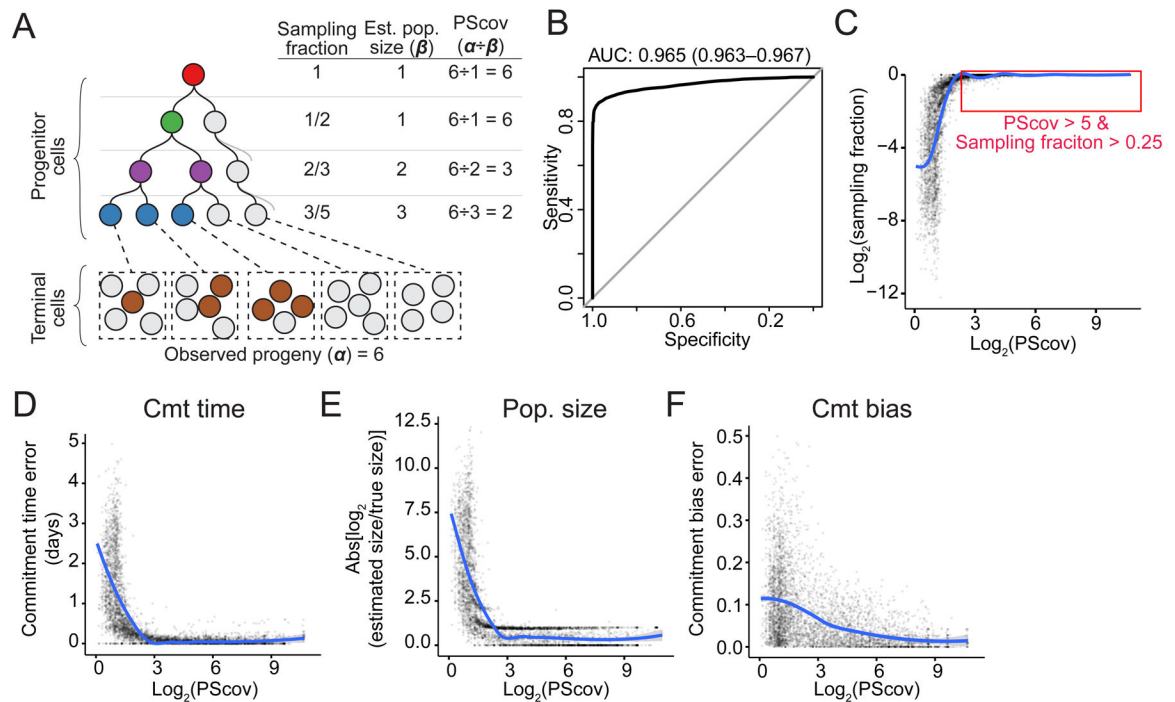 A
Sampling fraction
Est. pop. size (β)
PScov (α÷β)
1 1 6÷1 = 6
1/2 1 6÷1 = 6
2/3 2 6÷2 = 3
3/5 3 6÷3 = 2
Progenitor cells
Terminal cells
Observed progeny (α) = 6
B
AUC: 0.965 (0.963–0.967)
Sensitivity
0.8
0.4
0.0
1.0 0.6 0.2
Specificity
C
Log2(sampling fraction)
0
−4
−8
−12
PScov > 5 &
Sampling fraciton > 0.25
0 3 6 9
Log2(PScov)
D
Cmt time
Commitment time error
(days)
5
4
3
2
1
0
0 3 6 9
Log2(PScov)
E
Pop. size
Abs[log2
(estimated size/true size)]
12.5
10.0
7.5
5.0
2.5
0.0
0 3 6 9
Log2(PScov)
F
Cmt bias
Commitment bias error
0.5
0.4
0.3
0.2
0.1
0.0
0 3 6 9
Log2(PScov)